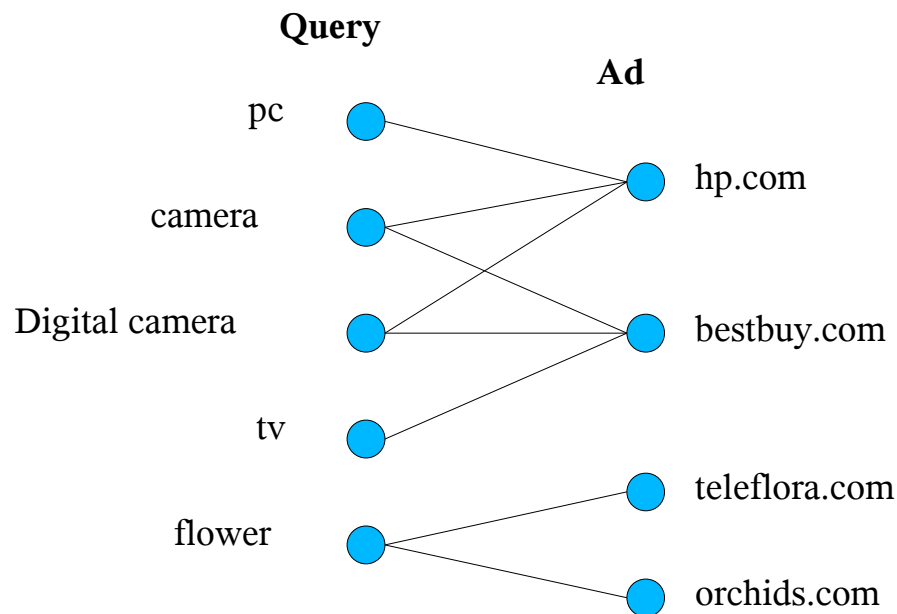 Query
Ad
pc
hp.com
camera
Digital camera
bestbuy.com
tv
teleflora.com
flower
orchids.com